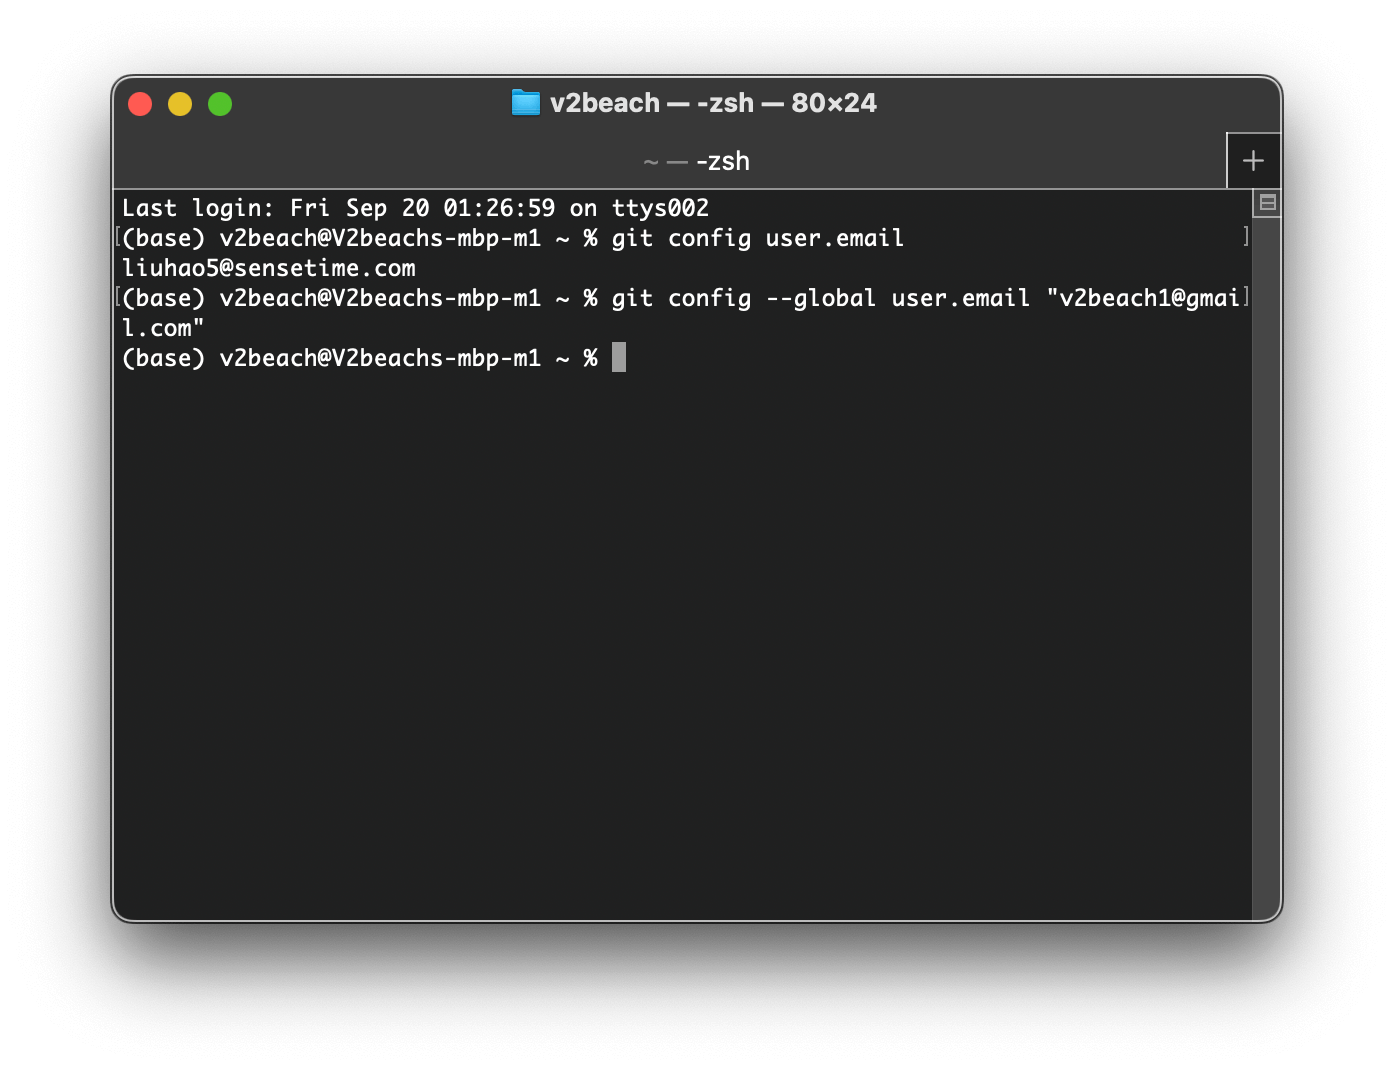 v2beach — -zsh — 80×24
~ — -zsh
Last login: Fri Sep 20 01:26:59 on ttys002
[(base) v2beach@V2beachs-mbp-m1 ~ % git config user.email ]
liuhao5@sensetime.com
[(base) v2beach@V2beachs-mbp-m1 ~ % git config --global user.email "v2beach1@gmai]
l.com"
(base) v2beach@V2beachs-mbp-m1 ~ %